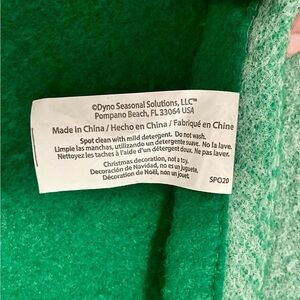 ©Dyno Seasonal Solutions, LLC™
Pompano Beach, FL 33064 USA
Made in China / Hecho en China / Fabriqué en Chine
Spot clean with mild detergent. Do not wash.
Limpie las manchas, utilizando un detergente suave. No la lave.
Nettoyez les taches à l'aide d'un détergent doux. Ne pas laver.
Christmas decoration, not a toy.
Decoración de Navidad, no es un juguete.
Décoration de Noël, non un jouet.
SPO20